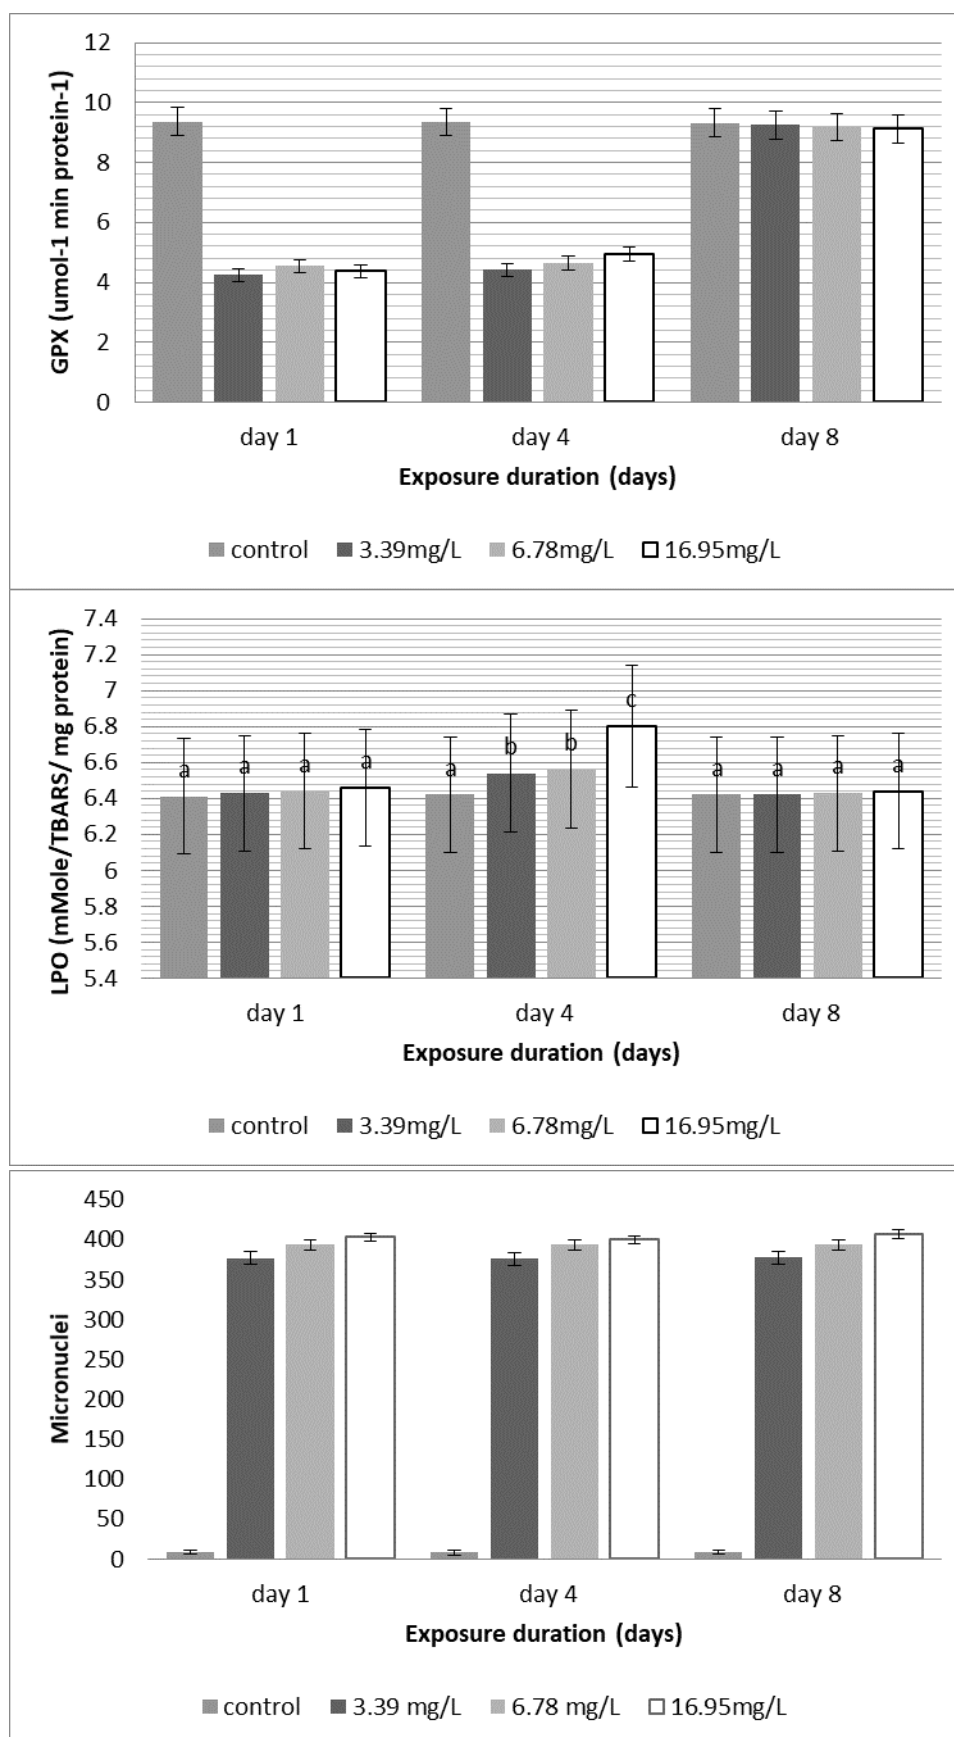 GPX (umol-1 min protein-1)
12
10
8
6
4
2
0
day 1 day 4 day 8
Exposure duration (days)
control 3.39mg/L 6.78mg/L 16.95mg/L
LPO (mMole/TBARS/ mg protein)
7.4
7.2
7
6.8
6.6
6.4
6.2
6
5.8
5.6
5.4
a a a a a b b c a a a a
day 1 day 4 day 8
Exposure duration (days)
control 3.39mg/L 6.78mg/L 16.95mg/L
Micronuclei
450
400
350
300
250
200
150
100
50
0
day 1 day 4 day 8
Exposure duration (days)
control 3.39 mg/L 6.78 mg/L 16.95mg/L